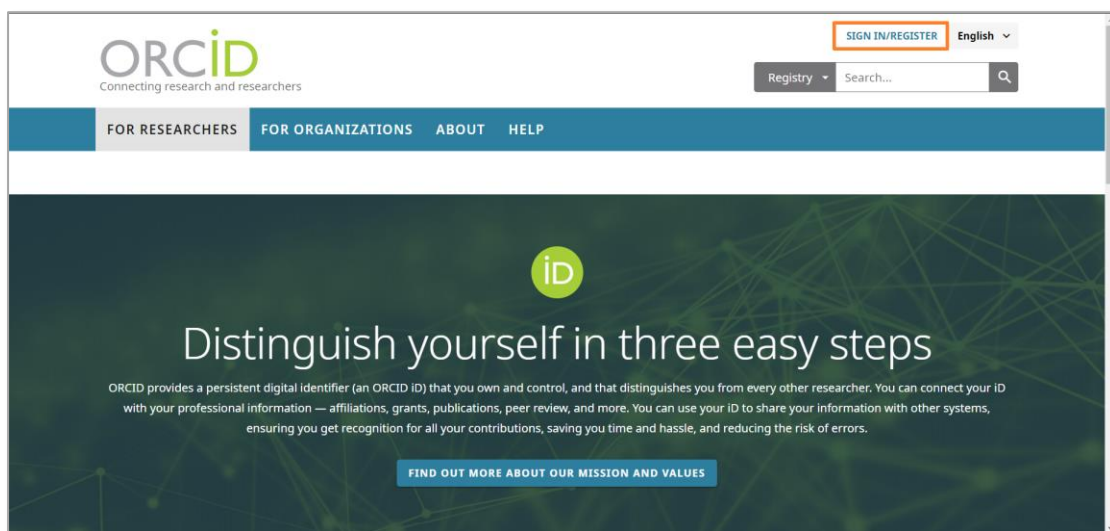 ORCiD
Connecting research and researchers
SIGN IN/REGISTER
English
Registry
Search...
FOR RESEARCHERS
FOR ORGANIZATIONS
ABOUT
HELP
iD
Distinguish yourself in three easy steps
ORCID provides a persistent digital identifier (an ORCID iD) that you own and control, and that distinguishes you from every other researcher. You can connect your iD
with your professional information — affiliations, grants, publications, peer review, and more. You can use your iD to share your information with other systems,
ensuring you get recognition for all your contributions, saving you time and hassle, and reducing the risk of errors.
FIND OUT MORE ABOUT OUR MISSION AND VALUES